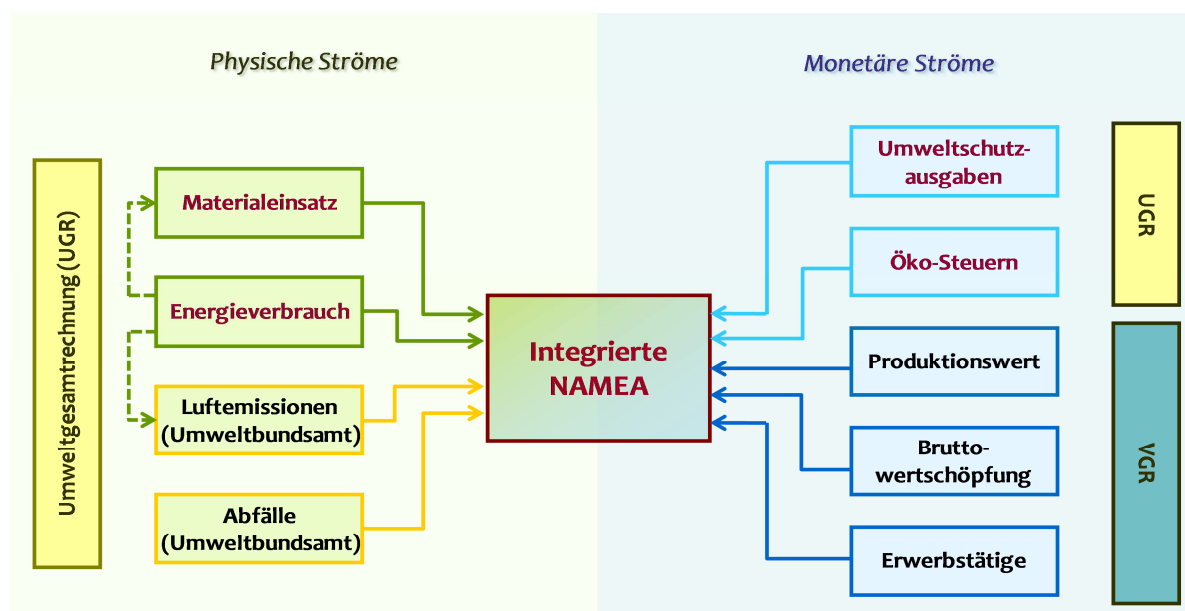 Physische Ströme
Monetäre Ströme
Umweltgesamtrechnung (UGR)
Materialeinsatz
Energieverbrauch
Luftemissionen
(Umweltbundsamt)
Abfälle
(Umweltbundsamt)
Integrierte
NAMEA
Umweltschutz-
ausgaben
Öko-Steuern
Produktionswert
Brutto-
wertschöpfung
Erwerbstätige
UGR
VGR